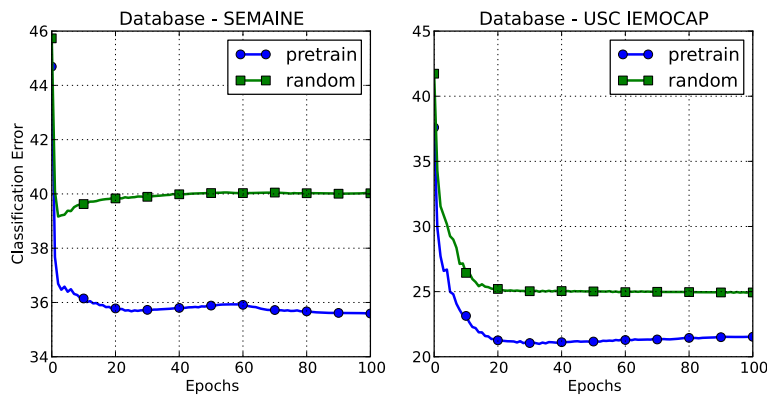 Database - SEMAINE
46
44
42
40
38
36
34
Classification Error
pretrain
random
0 20 40 60 80 100
Epochs
Database - USC IEMOCAP
45
40
35
30
25
20
pretrain
random
0 20 40 60 80 100
Epochs